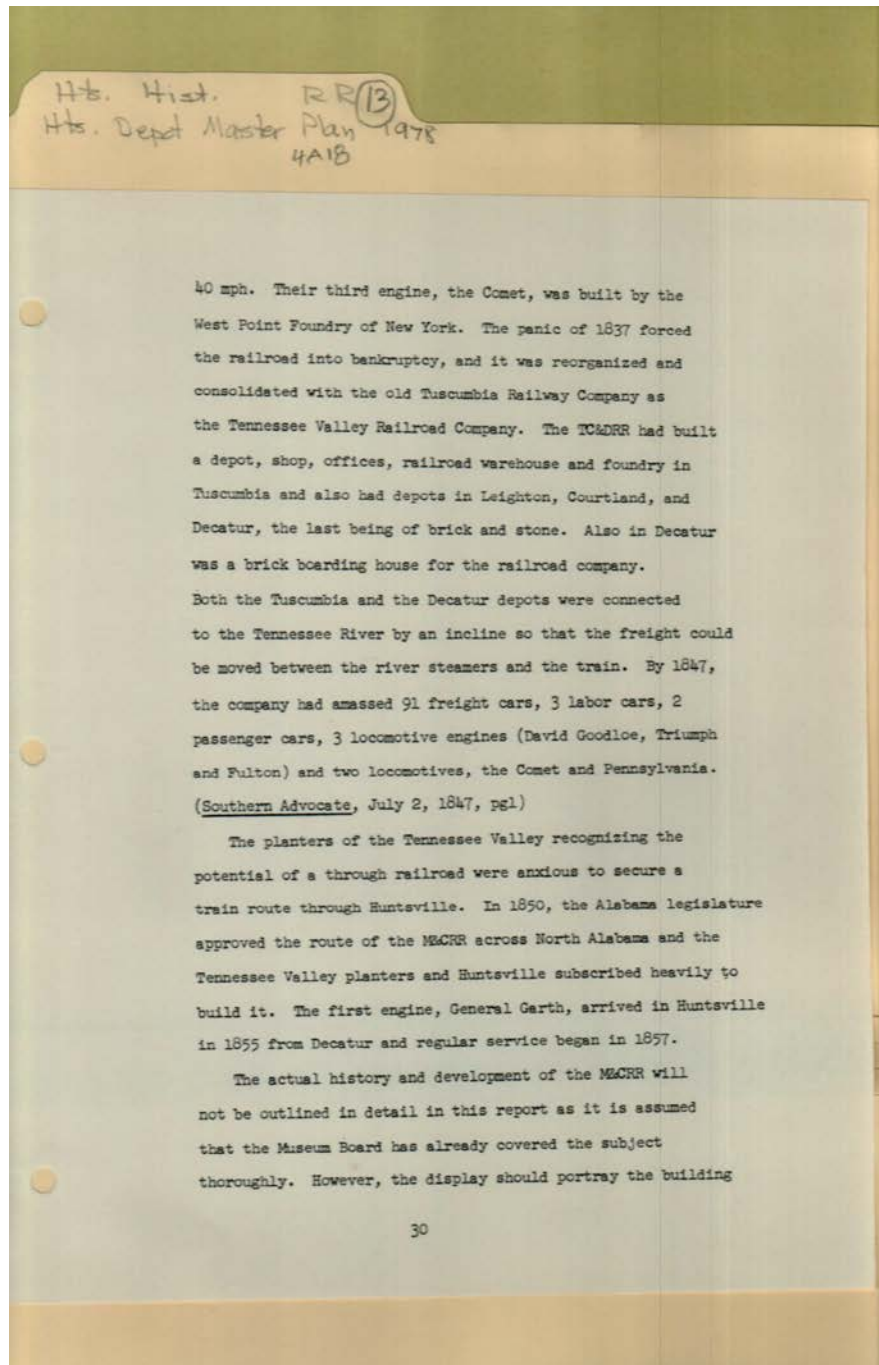 Hts. Hist. RR 13
Hts. Depot Master Plan 1978
4A1B
40 mph. Their third engine, the Comet, was built by the
West Point Foundry of New York. The panic of 1837 forced
the railroad into bankruptcy, and it was reorganized and
consolidated with the old Tuscumbia Railway Company as
the Tennessee Valley Railroad Company. The TC&DRR had built
a depot, shop, offices, railroad warehouse and foundry in
Tuscumbia and also had depots in Leighton, Courtland, and
Decatur, the last being of brick and stone. Also in Decatur
was a brick boarding house for the railroad company.
Both the Tuscumbia and the Decatur depots were connected
to the Tennessee River by an incline so that the freight could
be moved between the river steamers and the train. By 1847,
the company had amassed 91 freight cars, 3 labor cars, 2
passenger cars, 3 locomotive engines (David Goodloe, Triumph
and Fulton) and two locomotives, the Comet and Pennsylvania.
(Southern Advocate, July 2, 1847, pg1)
The planters of the Tennessee Valley recognizing the
potential of a through railroad were anxious to secure a
train route through Huntsville. In 1850, the Alabama legislature
approved the route of the M&CRR across North Alabama and the
Tennessee Valley planters and Huntsville subscribed heavily to
build it. The first engine, General Garth, arrived in Huntsville
in 1855 from Decatur and regular service began in 1857.
The actual history and development of the M&CRR will
not be outlined in detail in this report as it is assumed
that the Museum Board has already covered the subject
thoroughly. However, the display should portray the building
30